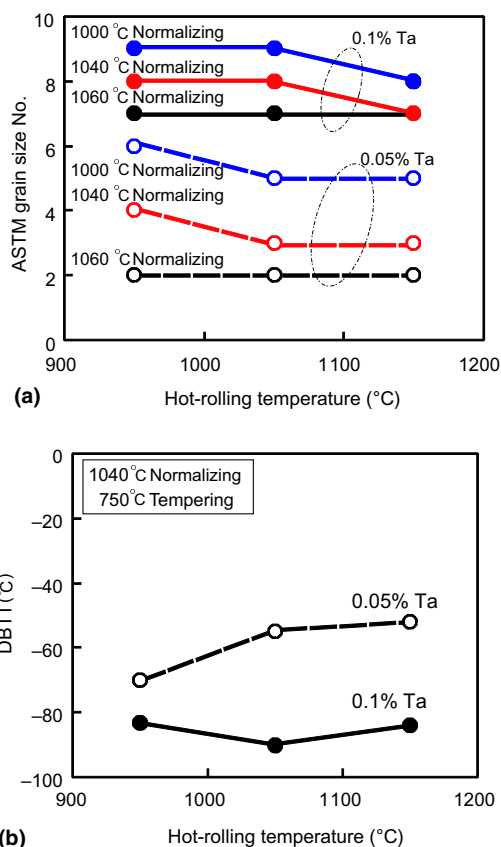 10
1000 °C Normalizing
0.1% Ta
8
1040 °C Normalizing
1060 °C Normalizing
6
1000 °C Normalizing
0.05% Ta
1040 °C Normalizing
4
1060 °C Normalizing
2
0
ASTM grain size No.
900 1000 1100 1200
(a) Hot-rolling temperature (°C)
0
1040°C Normalizing
750°C Tempering
–20
–40
0.05% Ta
–60
0.1% Ta
–80
–100
DBTT (°C)
900 1000 1100 1200
(b) Hot-rolling temperature (°C)